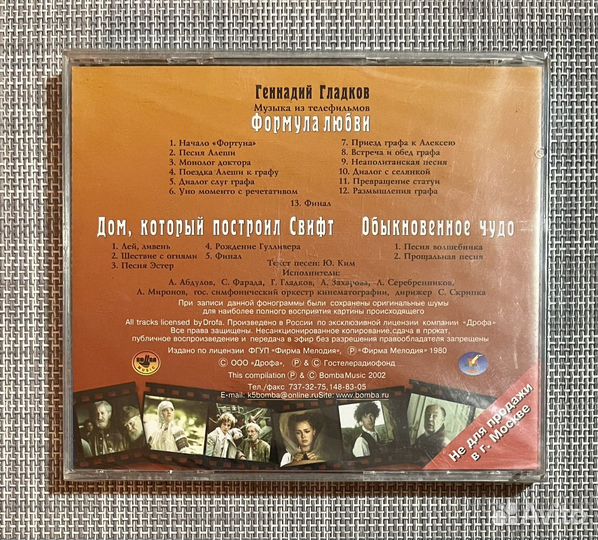 Геннадий Гладков
Музыка из телефильмов
Формула любви
1. Начало «Фортуна»
2. Песня Алеши
3. Монолог доктора
4. Поездка Алеши к графу
5. Диалог слуг графа
6. Уно моменто с речетативом
7. Приезд графа к Алексею
8. Встреча и обед графа
9. Неаполитанская песня
10. Диалог с селянкой
11. Превращение статуи
12. Размышления графа
13. Финал
Дом, который построил Свифт
1. Лей, ливень
2. Шествие с огнями
3. Песня Эстер
4. Рождение Гулливера
5. Финал
Обыкновенное чудо
1. Песня волшебника
2. Прощальная песня
Текст песен: Ю. Ким
Исполнители:
А. Абдулов, С. Фарада, Г. Гладков, А. Захарова, Л. Серебренников,
А. Миронов, гос. симфонический оркестр кинематографии, дирижер С. Скрипка
При записи данной фонограммы были сохранены оригинальные шумы
для наиболее полного восприятия картины происходящего
All tracks licensed by Drofa. Произведено в России по эксклюзивной лицензии компании «Дрофа»
Все права защищены. Несанкционированное копирование,сдача в прокат,
публичное воспроизведение и передача в эфир без разрешения правообладателя запрещены
Издано по лицензии ФГУП «Фирма Мелодия», Ⓟ «Фирма Мелодия» 1980
Ⓒ ООО «Дрофа», Ⓟ & Ⓒ Гостелерадиофонд
This compilation Ⓟ & Ⓒ BombaMusic 2002
Тел./факс 737-32-75,148-83-05
E-mail: k5bomba@online.ruSite: www.bomba.ru
Не для продажи
в г. Москве
Avito